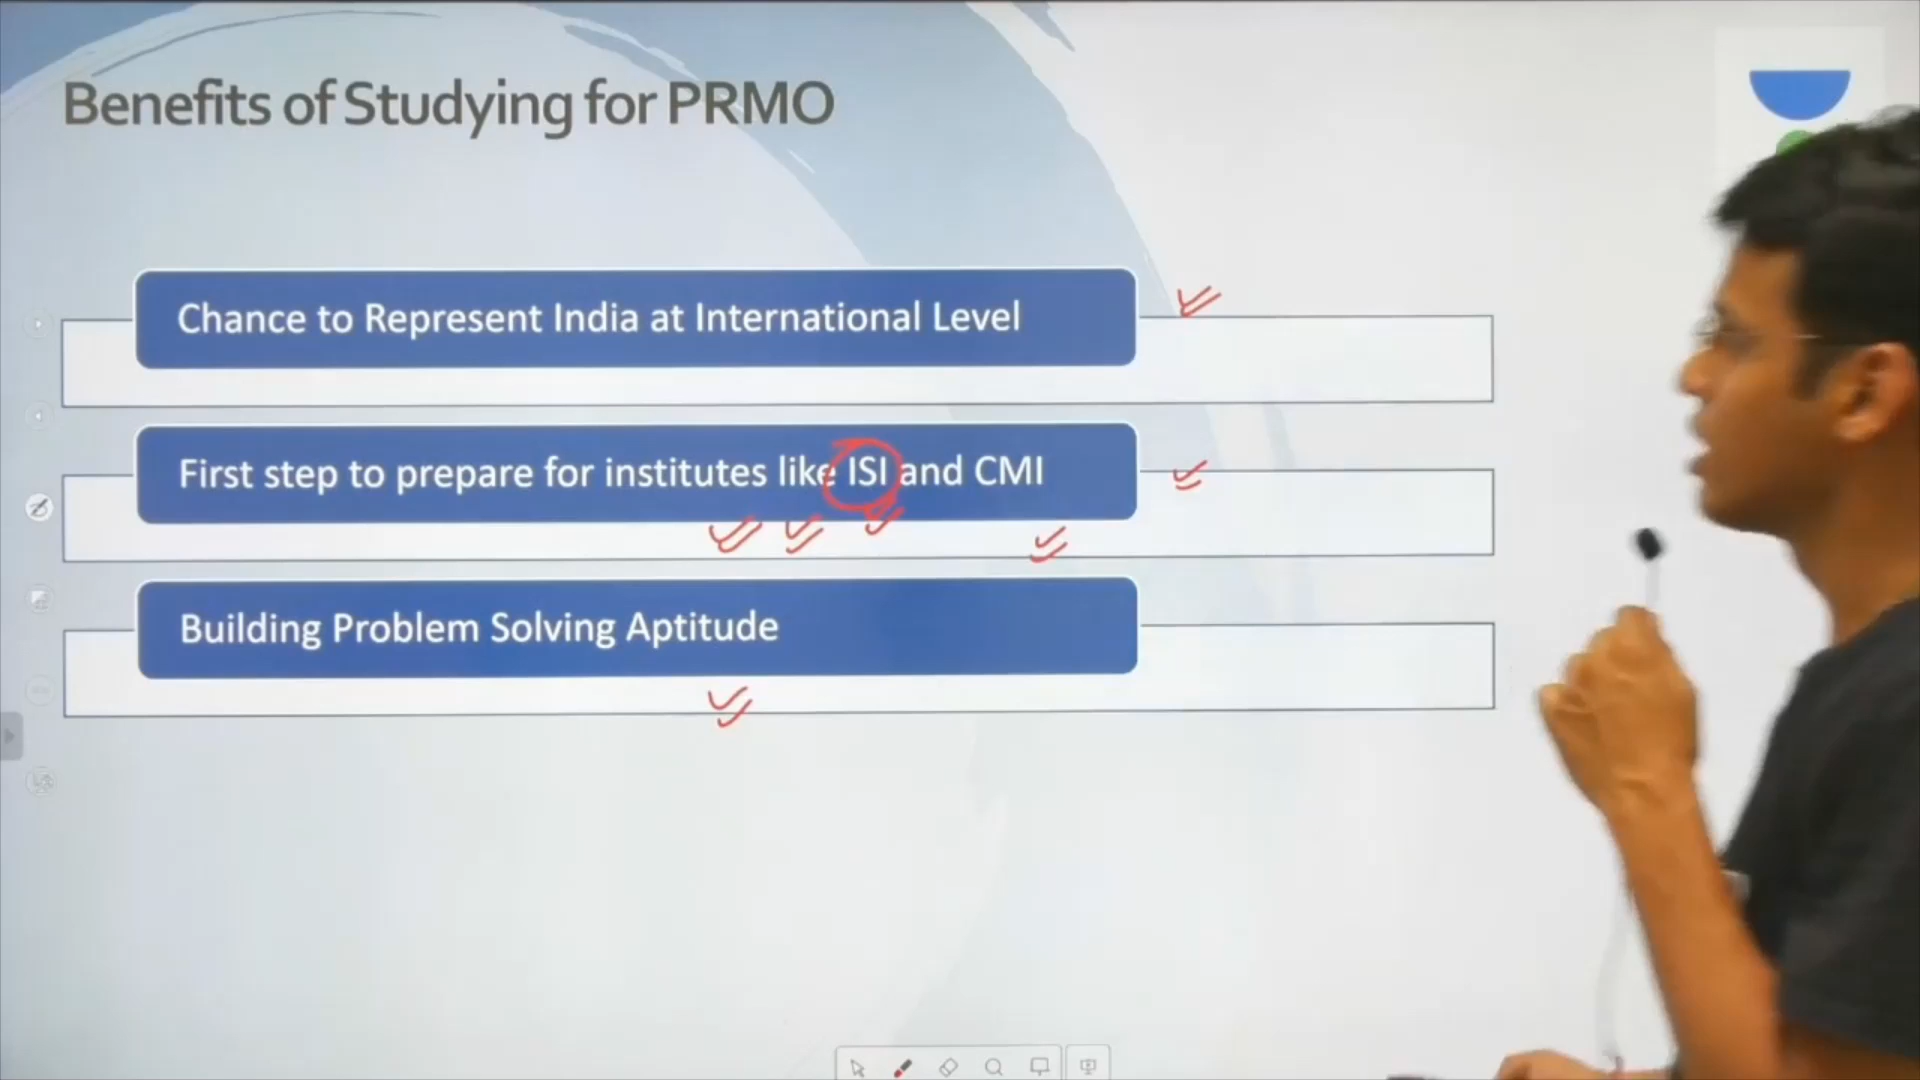 Benefits of Studying for PRMO
Chance to Represent India at International Level
First step to prepare for institutes like ISI and CMI
Building Problem Solving Aptitude